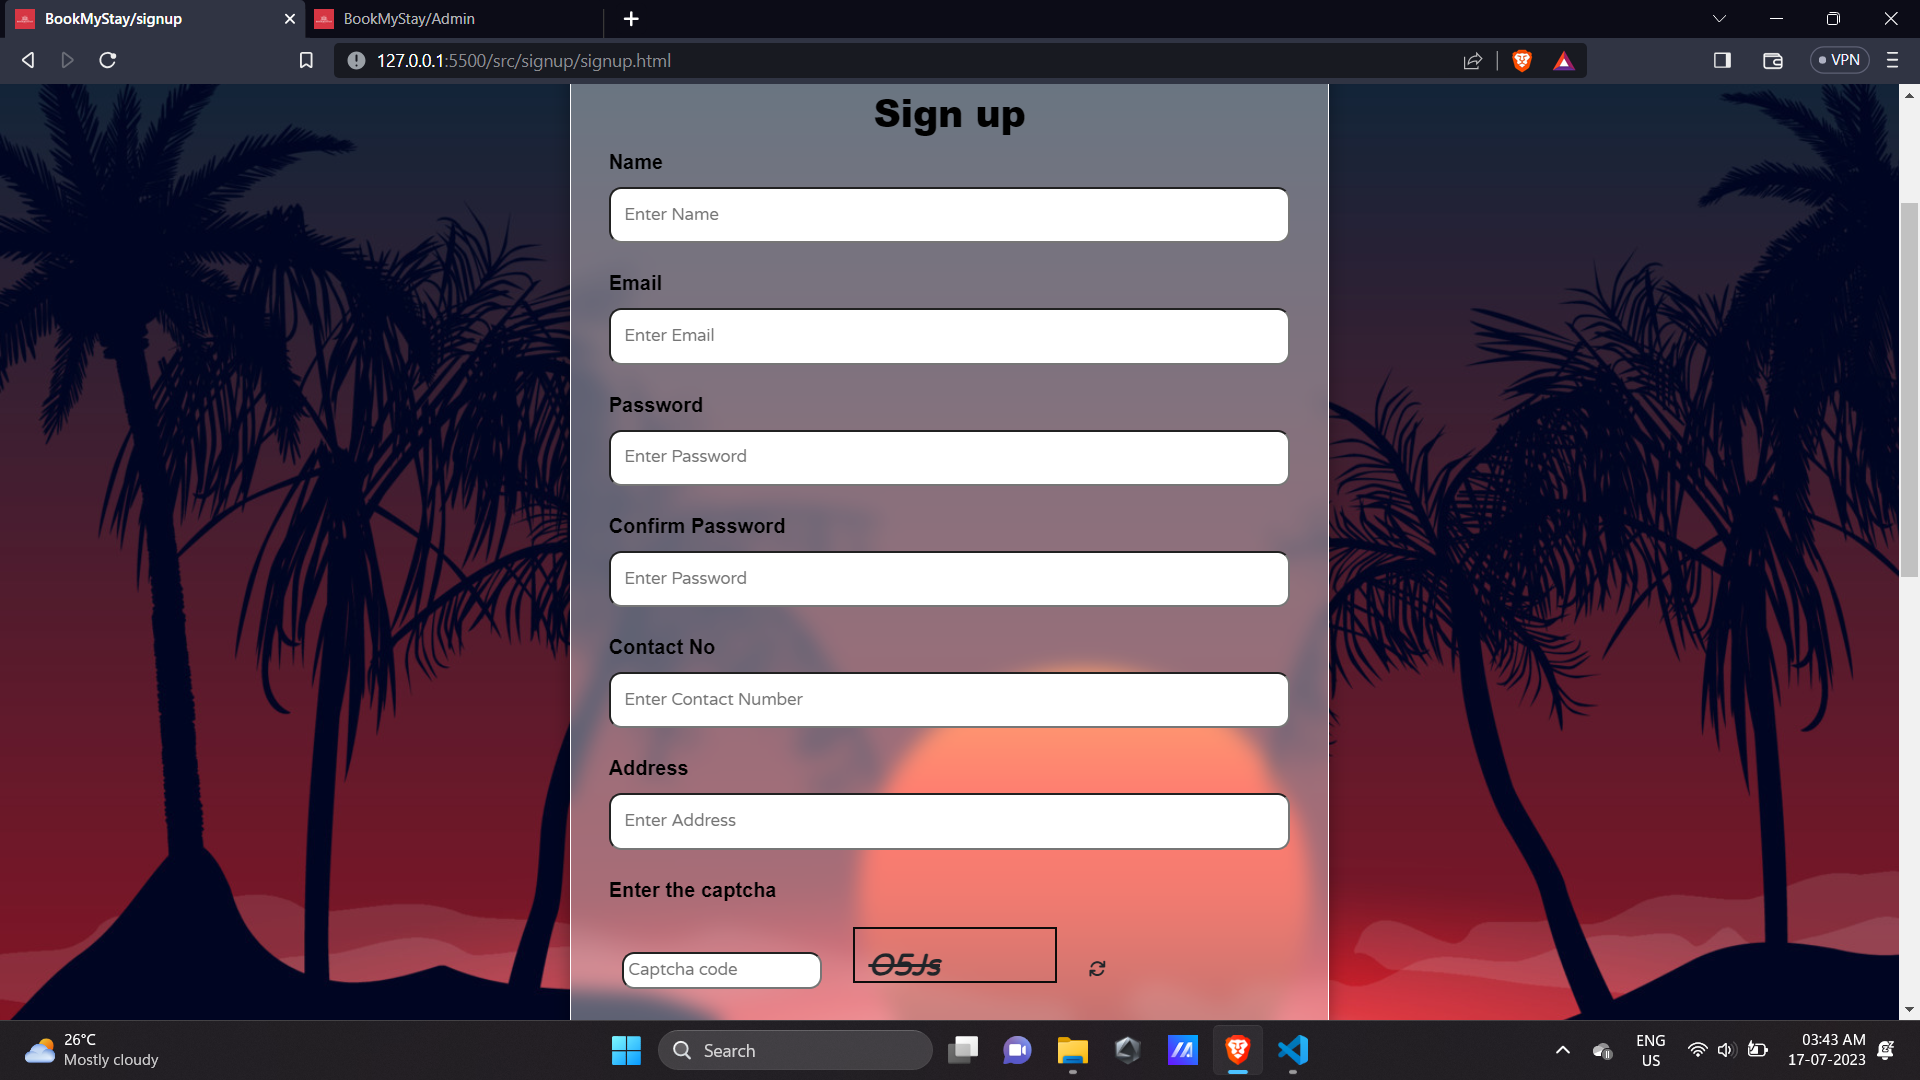 BookMyStay/signup
BookMyStay/Admin
127.0.0.1:5500/src/signup/signup.html
VPN
Sign up
Name
Enter Name
Email
Enter Email
Password
Enter Password
Confirm Password
Enter Password
Contact No
Enter Contact Number
Address
Enter Address
Enter the captcha
Captcha code
O5Js
26°C
Mostly cloudy
Search
ENG
US
03:43 AM
17-07-2023